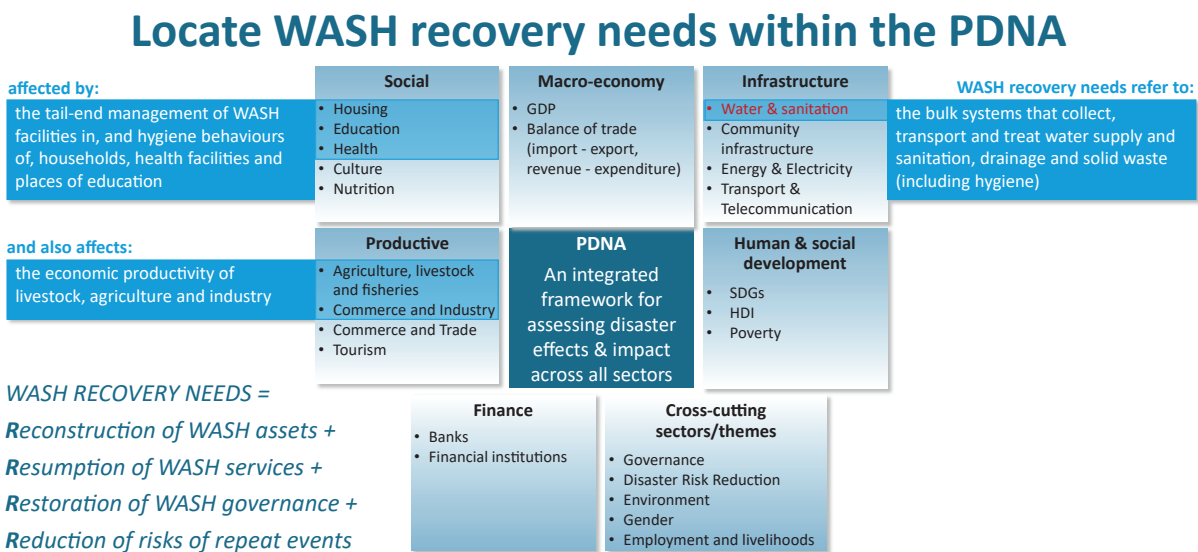 Locate WASH recovery needs within the PDNA
affected by:
the tail-end management of WASH
facilities in, and hygiene behaviours
of, households, health facilities and
places of education
Social
• Housing
• Education
• Health
• Culture
• Nutrition
Macro-economy
• GDP
• Balance of trade
(import - export,
revenue - expenditure)
Infrastructure
• Water & sanitation
• Community
infrastructure
• Energy & Electricity
• Transport &
Telecommunication
WASH recovery needs refer to:
the bulk systems that collect,
transport and treat water supply and
sanitation, drainage and solid waste
(including hygiene)
and also affects:
the economic productivity of
livestock, agriculture and industry
Productive
• Agriculture, livestock
and fisheries
• Commerce and Industry
• Commerce and Trade
• Tourism
PDNA
An integrated
framework for
assessing disaster
effects & impact
across all sectors
Human & social
development
• SDGs
• HDI
• Poverty
WASH RECOVERY NEEDS =
Reconstruction of WASH assets +
Resumption of WASH services +
Restoration of WASH governance +
Reduction of risks of repeat events
Finance
• Banks
• Financial institutions
Cross-cutting
sectors/themes
• Governance
• Disaster Risk Reduction
• Environment
• Gender
• Employment and livelihoods